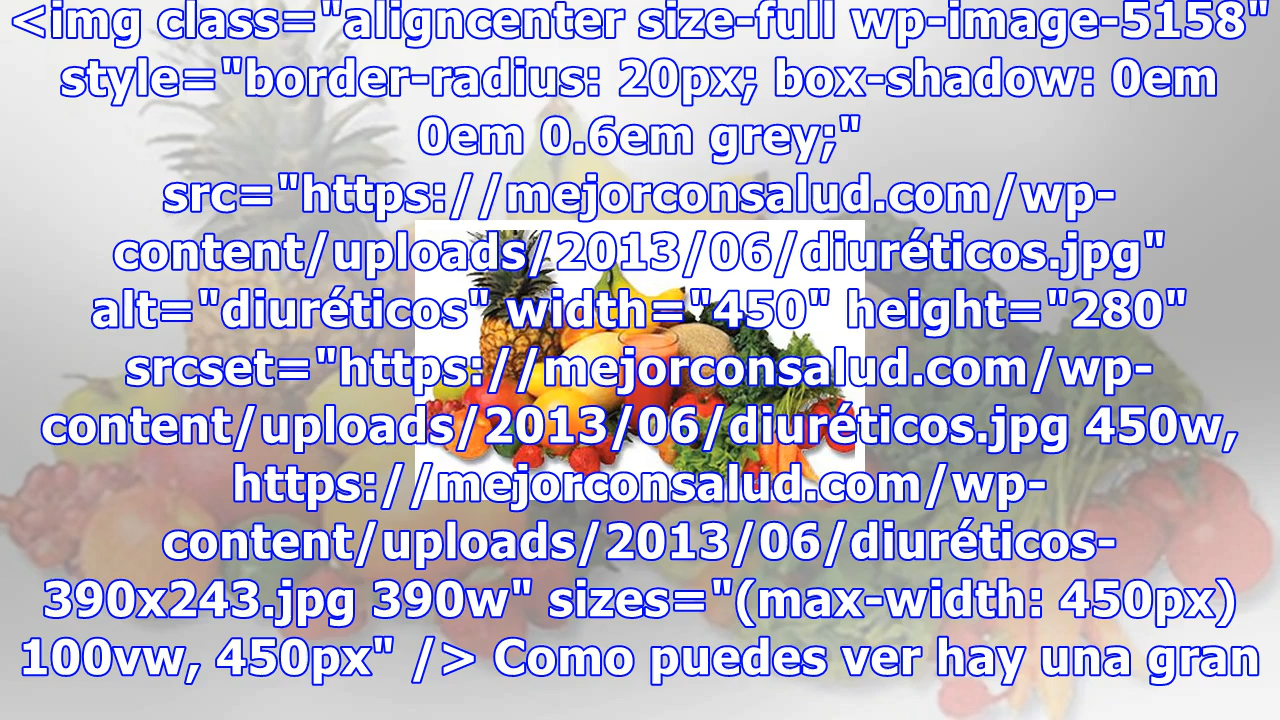 <img class="aligncenter size-full wp-image-5158"
style="border-radius: 20px; box-shadow: 0em
0em 0.6em grey;"
src="https://mejorconsalud.com/wp-
content/uploads/2013/06/diuréticos.jpg"
alt="diuréticos" width="450" height="280"
srcset="https://mejorconsalud.com/wp-
content/uploads/2013/06/diuréticos.jpg 450w,
https://mejorconsalud.com/wp-
content/uploads/2013/06/diuréticos-
390x243.jpg 390w" sizes="(max-width: 450px)
100vw, 450px" /> Como puedes ver hay una gran